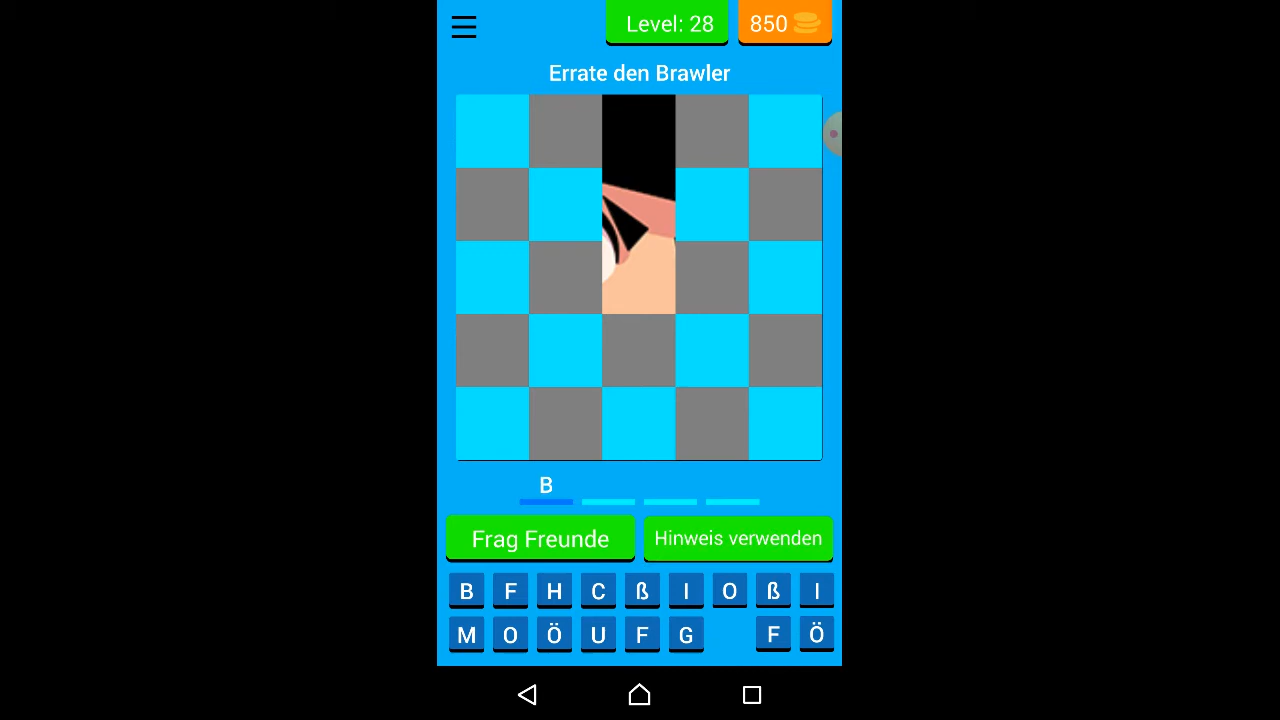 Level: 28
850
Errate den Brawler
B
Frag Freunde
Hinweis verwenden
B F H C ß I O ß I
M O Ö U F G F Ö